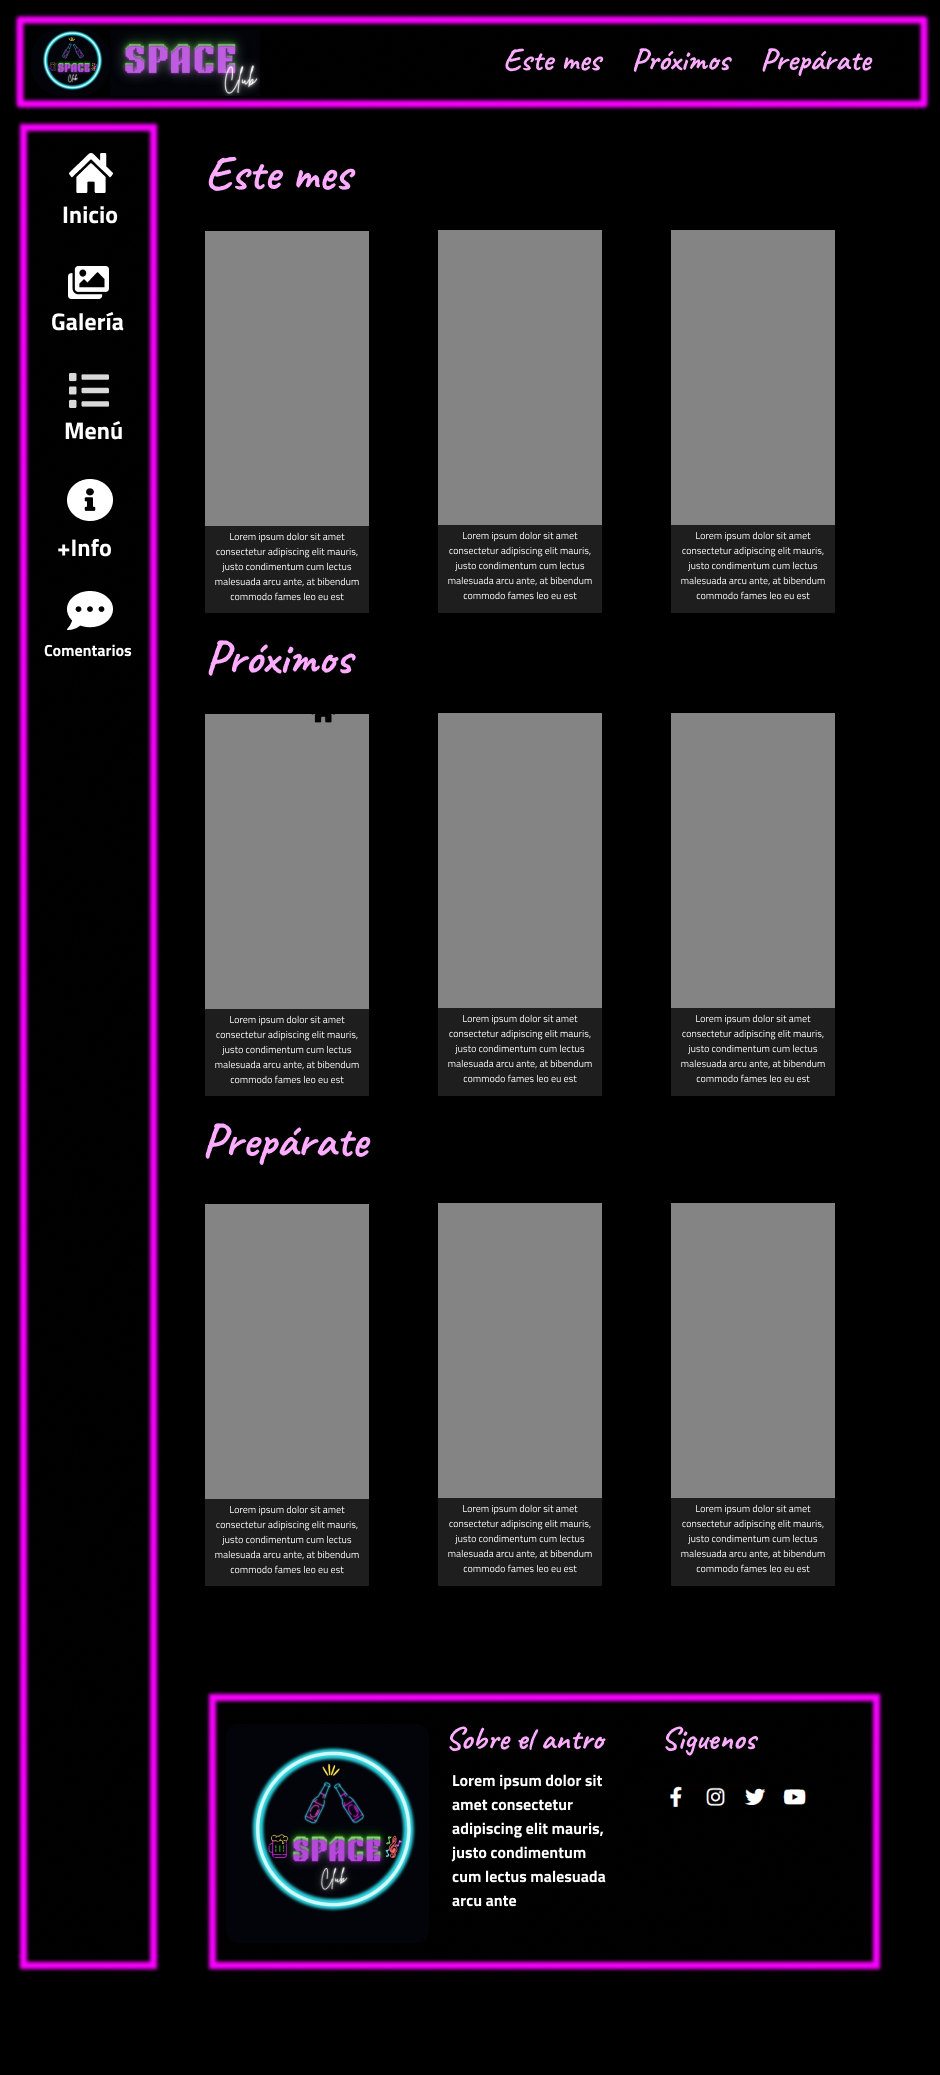 SPACE
Club
SPACE
Club
Este mes
Próximos
Prepárate
Inicio
Galería
Menú
+Info
Comentarios
Este mes
Lorem ipsum dolor sit amet
consectetur adipiscing elit mauris,
justo condimentum cum lectus
malesuada arcu ante, at bibendum
commodo fames leo eu est
Lorem ipsum dolor sit amet
consectetur adipiscing elit mauris,
justo condimentum cum lectus
malesuada arcu ante, at bibendum
commodo fames leo eu est
Lorem ipsum dolor sit amet
consectetur adipiscing elit mauris,
justo condimentum cum lectus
malesuada arcu ante, at bibendum
commodo fames leo eu est
Próximos
Lorem ipsum dolor sit amet
consectetur adipiscing elit mauris,
justo condimentum cum lectus
malesuada arcu ante, at bibendum
commodo fames leo eu est
Lorem ipsum dolor sit amet
consectetur adipiscing elit mauris,
justo condimentum cum lectus
malesuada arcu ante, at bibendum
commodo fames leo eu est
Lorem ipsum dolor sit amet
consectetur adipiscing elit mauris,
justo condimentum cum lectus
malesuada arcu ante, at bibendum
commodo fames leo eu est
Prepárate
Lorem ipsum dolor sit amet
consectetur adipiscing elit mauris,
justo condimentum cum lectus
malesuada arcu ante, at bibendum
commodo fames leo eu est
Lorem ipsum dolor sit amet
consectetur adipiscing elit mauris,
justo condimentum cum lectus
malesuada arcu ante, at bibendum
commodo fames leo eu est
Lorem ipsum dolor sit amet
consectetur adipiscing elit mauris,
justo condimentum cum lectus
malesuada arcu ante, at bibendum
commodo fames leo eu est
SPACE
Club
Sobre el antro
Lorem ipsum dolor sit
amet consectetur
adipiscing elit mauris,
justo condimentum
cum lectus malesuada
arcu ante
Siguenos